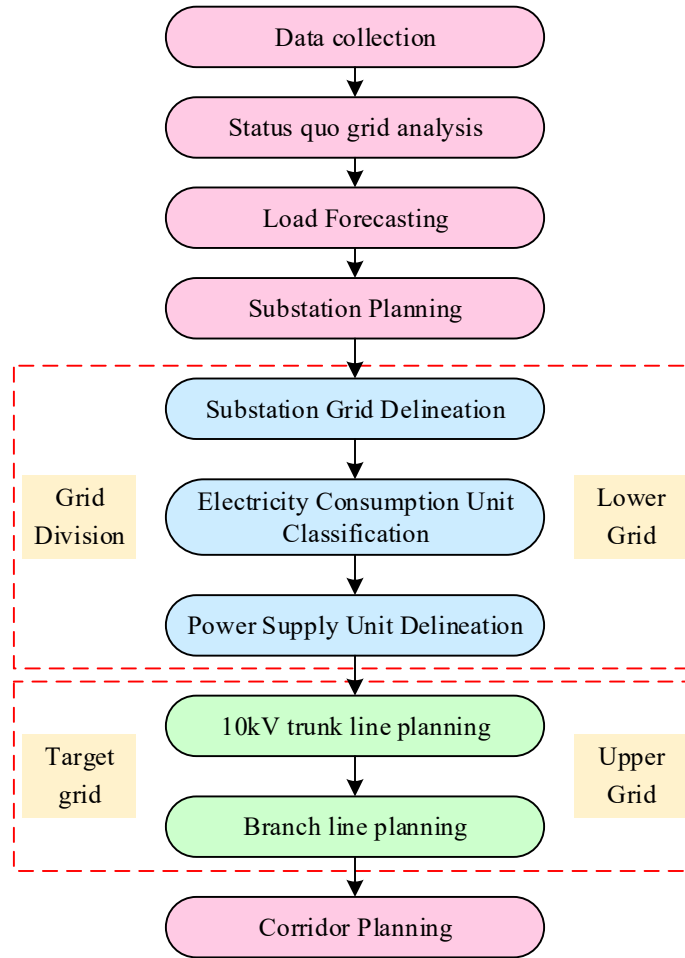 Data collection
Status quo grid analysis
Load Forecasting
Substation Planning
Substation Grid Delineation
Grid
Division
Electricity Consumption Unit
Classification
Lower
Grid
Power Supply Unit Delineation
10kV trunk line planning
Target
grid
Upper
Grid
Branch line planning
Corridor Planning